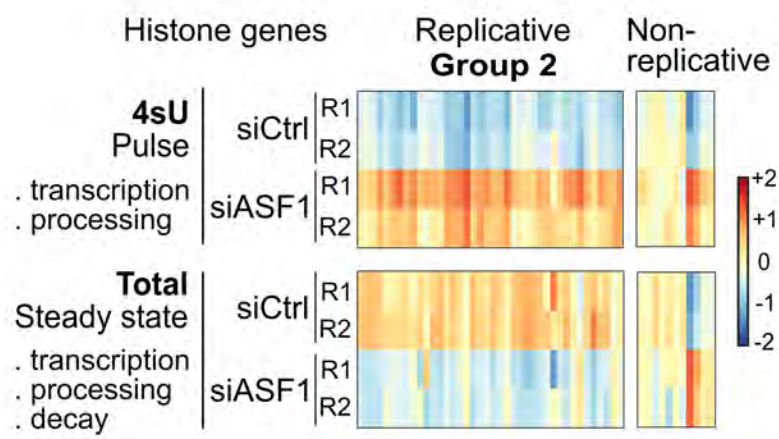 Histone genes
Replicative
Group 2
Non-
replicative
4sU
Pulse
. transcription
. processing
siCtrl
R1
R2
siASF1
R1
R2
+2
+1
0
-1
-2
Total
Steady state
. transcription
. processing
. decay
siCtrl
R1
R2
siASF1
R1
R2